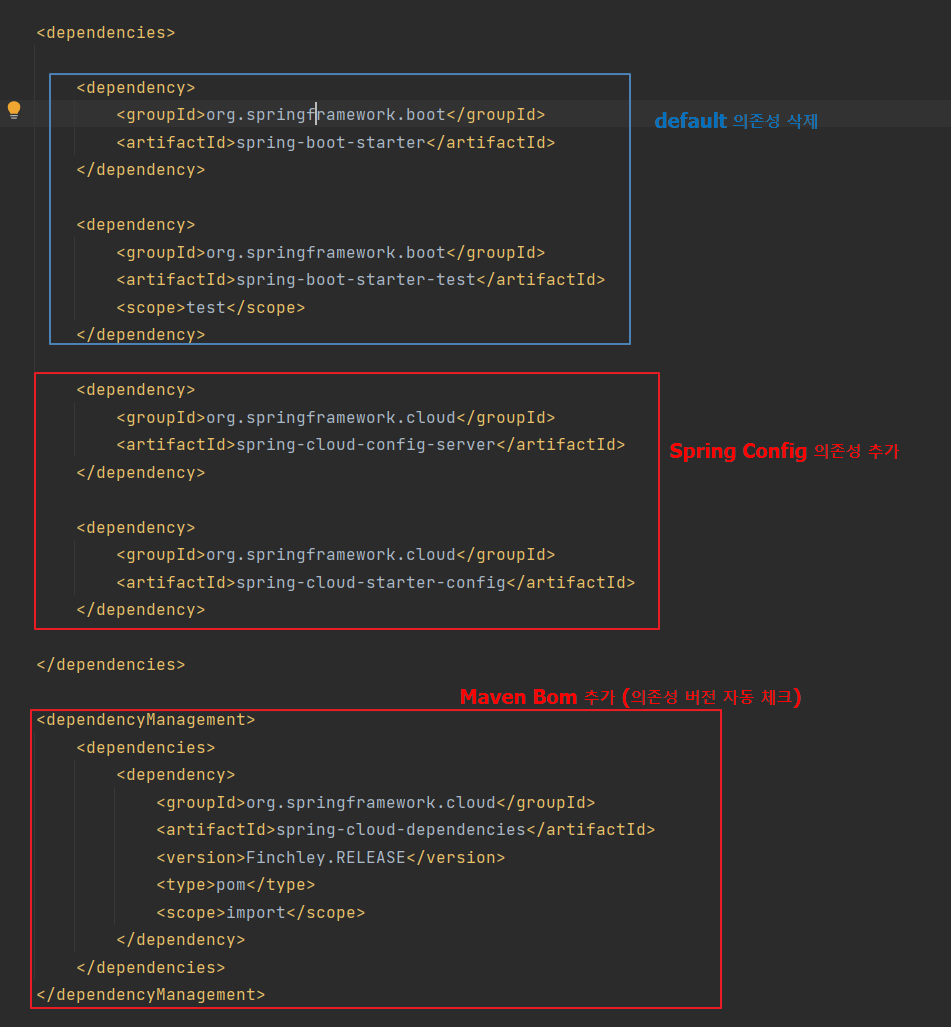 <dependencies>
<dependency>
<groupId>org.springframework.boot</groupId>
default 의존성 삭제
<artifactId>spring-boot-starter</artifactId>
</dependency>
<dependency>
<groupId>org.springframework.boot</groupId>
<artifactId>spring-boot-starter-test</artifactId>
<scope>test</scope>
</dependency>
<dependency>
<groupId>org.springframework.cloud</groupId>
<artifactId>spring-cloud-config-server</artifactId>
Spring Config 의존성 추가
</dependency>
<dependency>
<groupId>org.springframework.cloud</groupId>
<artifactId>spring-cloud-starter-config</artifactId>
</dependency>
</dependencies>
Maven Bom 추가 (의존성 버전 자동 체크)
<dependencyManagement>
<dependencies>
<dependency>
<groupId>org.springframework.cloud</groupId>
<artifactId>spring-cloud-dependencies</artifactId>
<version>Finchley.RELEASE</version>
<type>pom</type>
<scope>import</scope>
</dependency>
</dependencies>
</dependencyManagement>